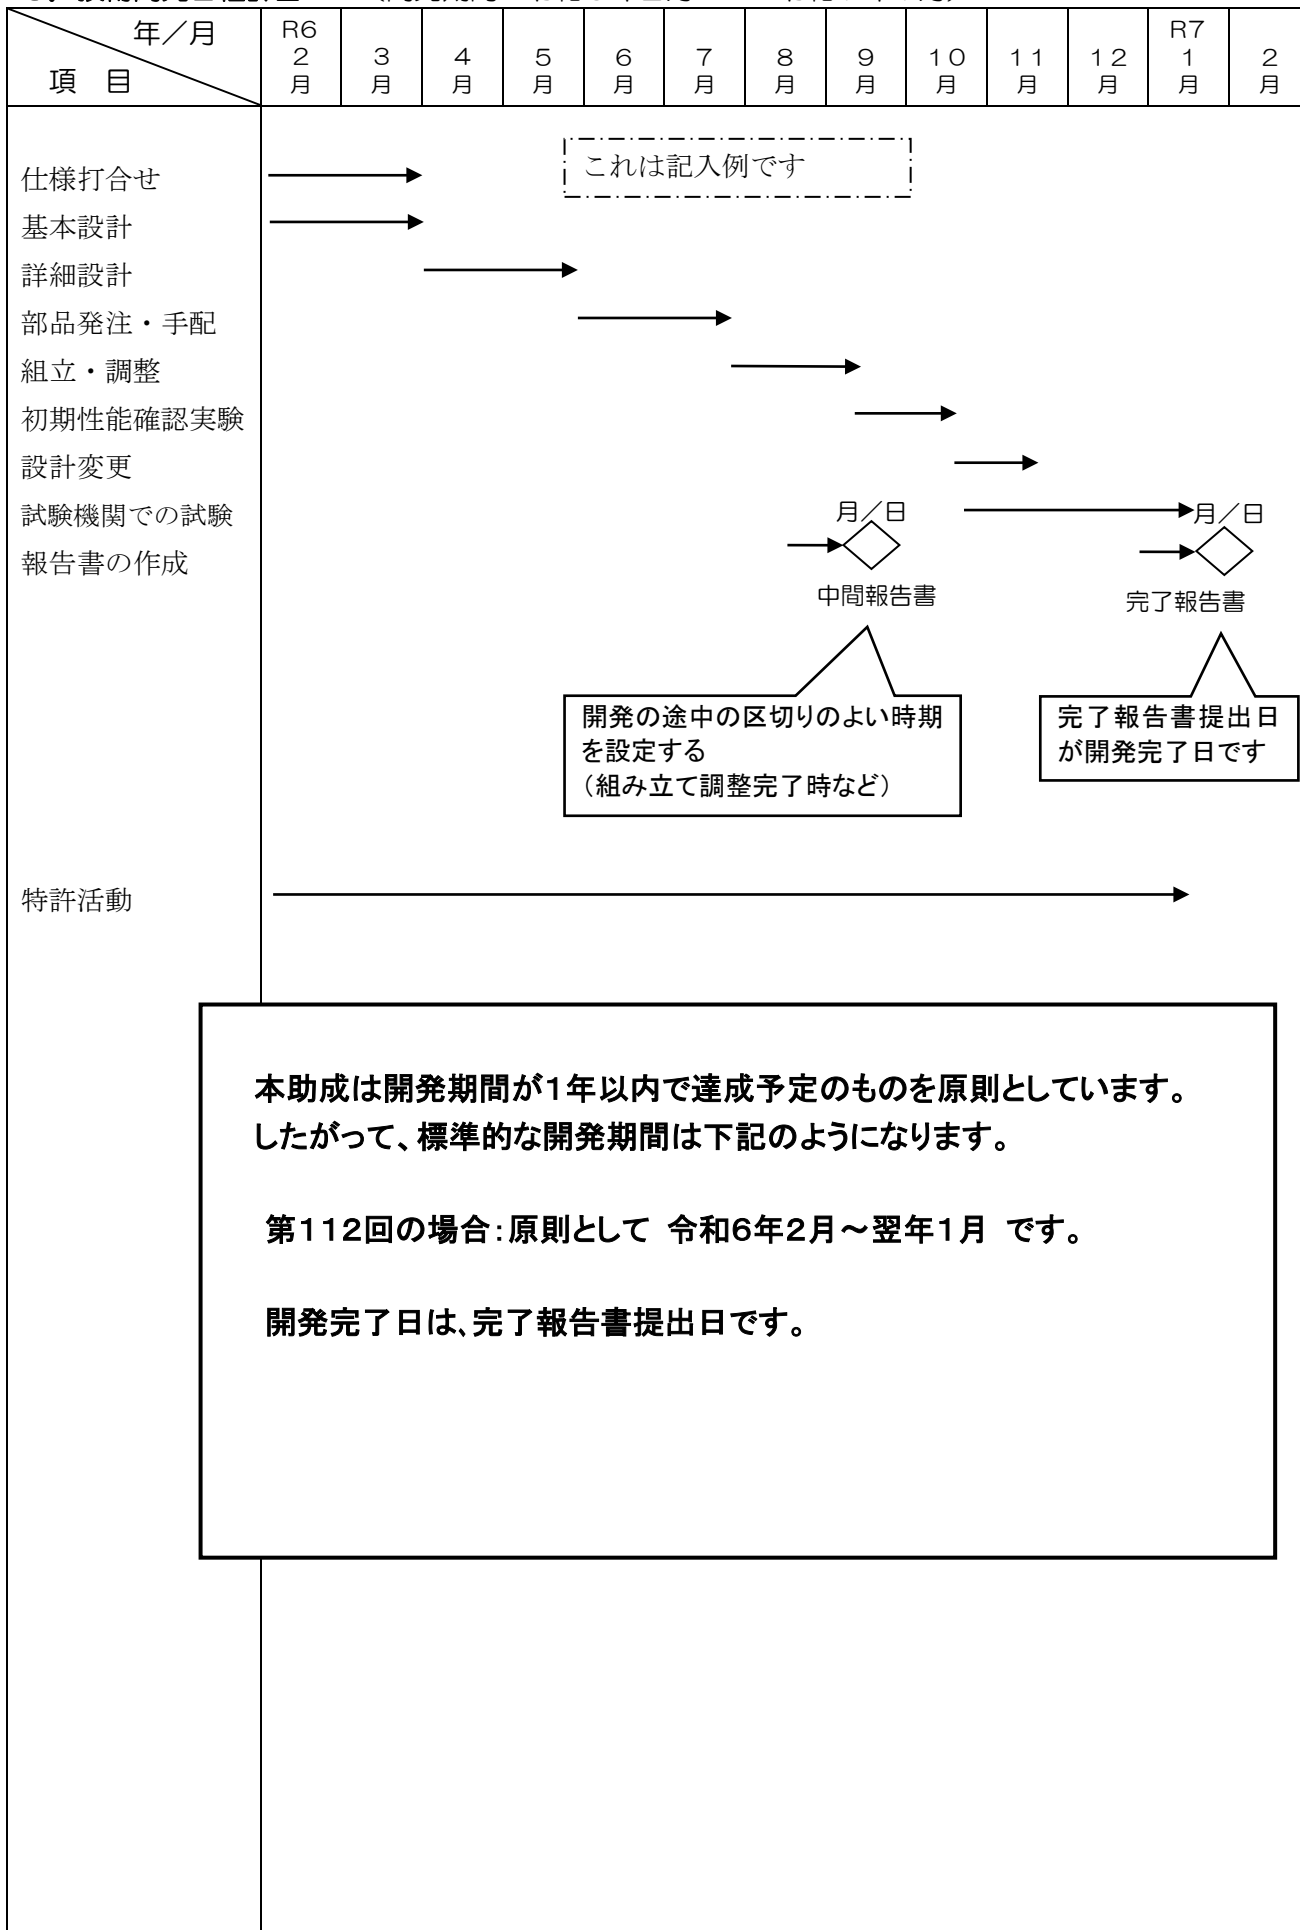 年／月
項　目
R6
2
月
3
月
4
月
5
月
6
月
7
月
8
月
9
月
10
月
11
月
12
月
R7
1
月
2
月
これは記入例です
仕様打合せ
基本設計
詳細設計
部品発注・手配
組立・調整
初期性能確認実験
設計変更
試験機関での試験
月／日
月／日
報告書の作成
中間報告書
完了報告書
開発の途中の区切りのよい時期
を設定する
（組み立て調整完了時など）
完了報告書提出日
が開発完了日です
特許活動
本助成は開発期間が１年以内で達成予定のものを原則としています。
したがって、標準的な開発期間は下記のようになります。
第１１２回の場合：原則として 令和６年２月～翌年１月 です。
開発完了日は、完了報告書提出日です。